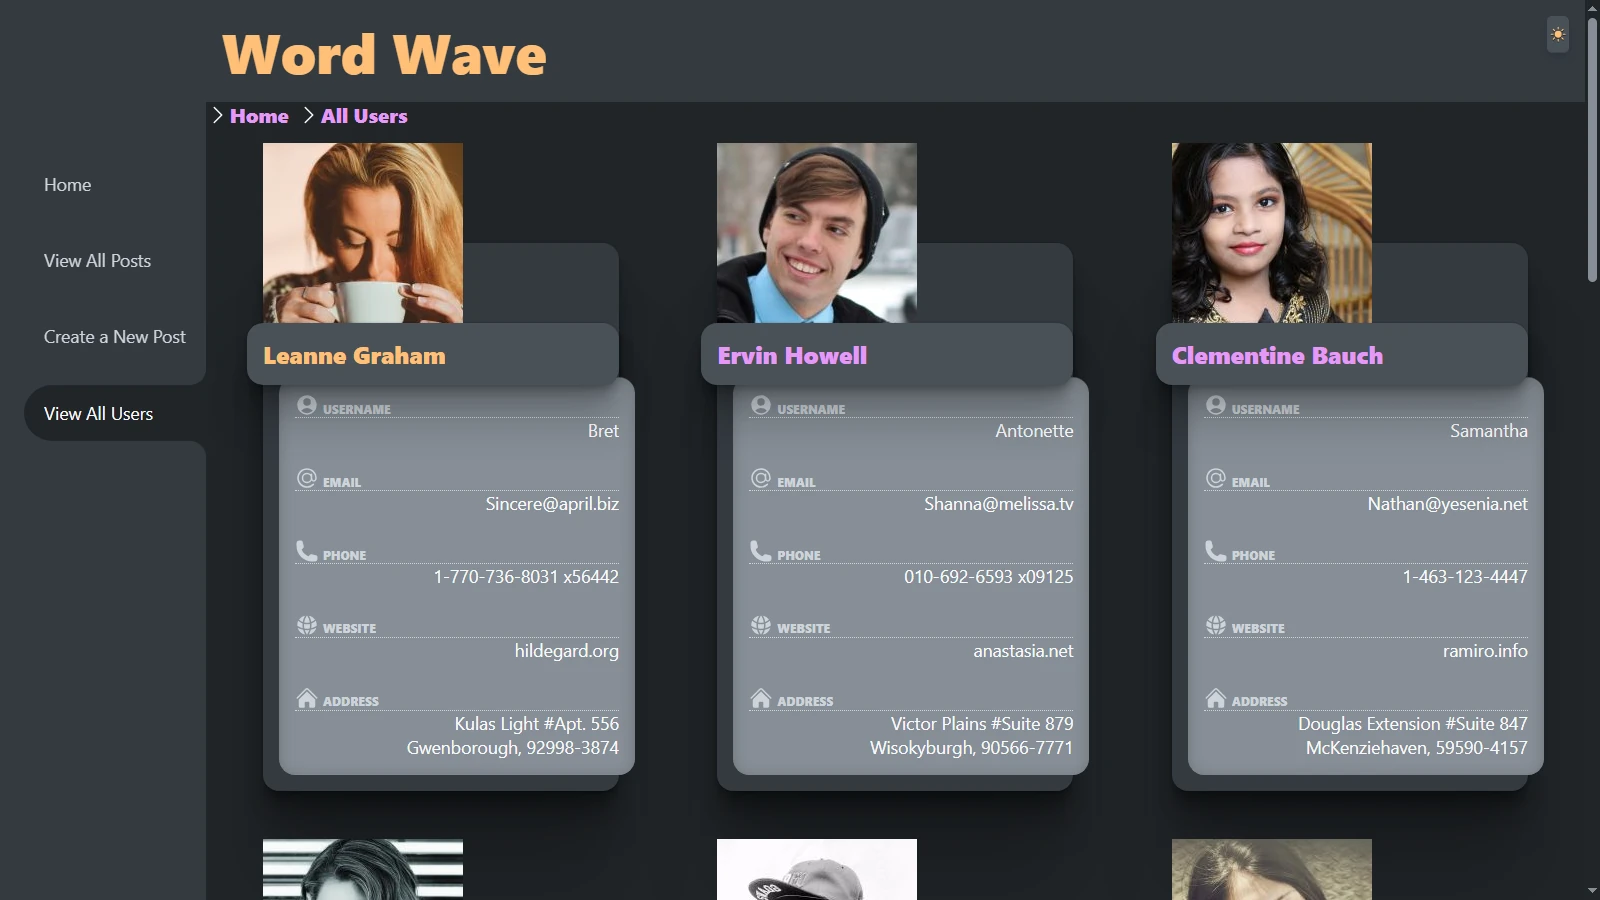 Word Wave
Home
All Users
Home
View All Posts
Create a New Post
View All Users
Leanne Graham
USERNAME
Bret
EMAIL
Sincere@april.biz
PHONE
1-770-736-8031 x56442
WEBSITE
hildegard.org
ADDRESS
Kulas Light #Apt. 556
Gwenborough, 92998-3874
Ervin Howell
USERNAME
Antonette
EMAIL
Shanna@melissa.tv
PHONE
010-692-6593 x09125
WEBSITE
anastasia.net
ADDRESS
Victor Plains #Suite 879
Wisokyburgh, 90566-7771
Clementine Bauch
USERNAME
Samantha
EMAIL
Nathan@yesenia.net
PHONE
1-463-123-4447
WEBSITE
ramiro.info
ADDRESS
Douglas Extension #Suite 847
McKenziehaven, 59590-4157